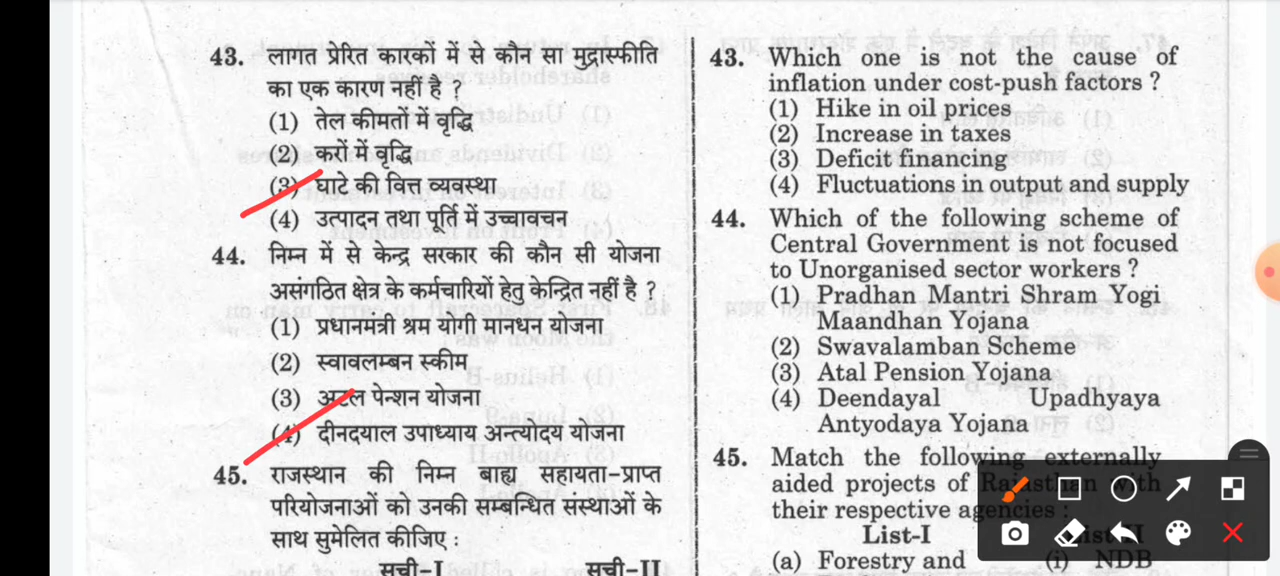 43. लागत प्रेरित कारकों में से कौन सा मुद्रास्फीति
का एक कारण नहीं है ?
(1) तेल कीमतों में वृद्धि
(2) करों में वृद्धि
(3) घाटे की वित्त व्यवस्था
(4) उत्पादन तथा पूर्ति में उच्चावचन
44. निम्न में से केन्द्र सरकार की कौन सी योजना
असंगठित क्षेत्र के कर्मचारियों हेतु केन्द्रित नहीं है ?
(1) प्रधानमंत्री श्रम योगी मानधन योजना
(2) स्वावलम्बन स्कीम
(3) अटल पेन्शन योजना
(4) दीनदयाल उपाध्याय अन्त्योदय योजना
45. राजस्थान की निम्न बाह्य सहायता-प्राप्त
परियोजनाओं को उनकी सम्बन्धित संस्थाओं के
साथ सुमेलित कीजिए :
सूची-I सूची-II
43. Which one is not the cause of
inflation under cost-push factors ?
(1) Hike in oil prices
(2) Increase in taxes
(3) Deficit financing
(4) Fluctuations in output and supply
44. Which of the following scheme of
Central Government is not focused
to Unorganised sector workers ?
(1) Pradhan Mantri Shram Yogi
Maandhan Yojana
(2) Swavalamban Scheme
(3) Atal Pension Yojana
(4) Deendayal Upadhyaya
Antyodaya Yojana
45. Match the following externally
aided projects of Rajasthan with
their respective agencies :
List-I List-II
(a) Forestry and (i) NDB